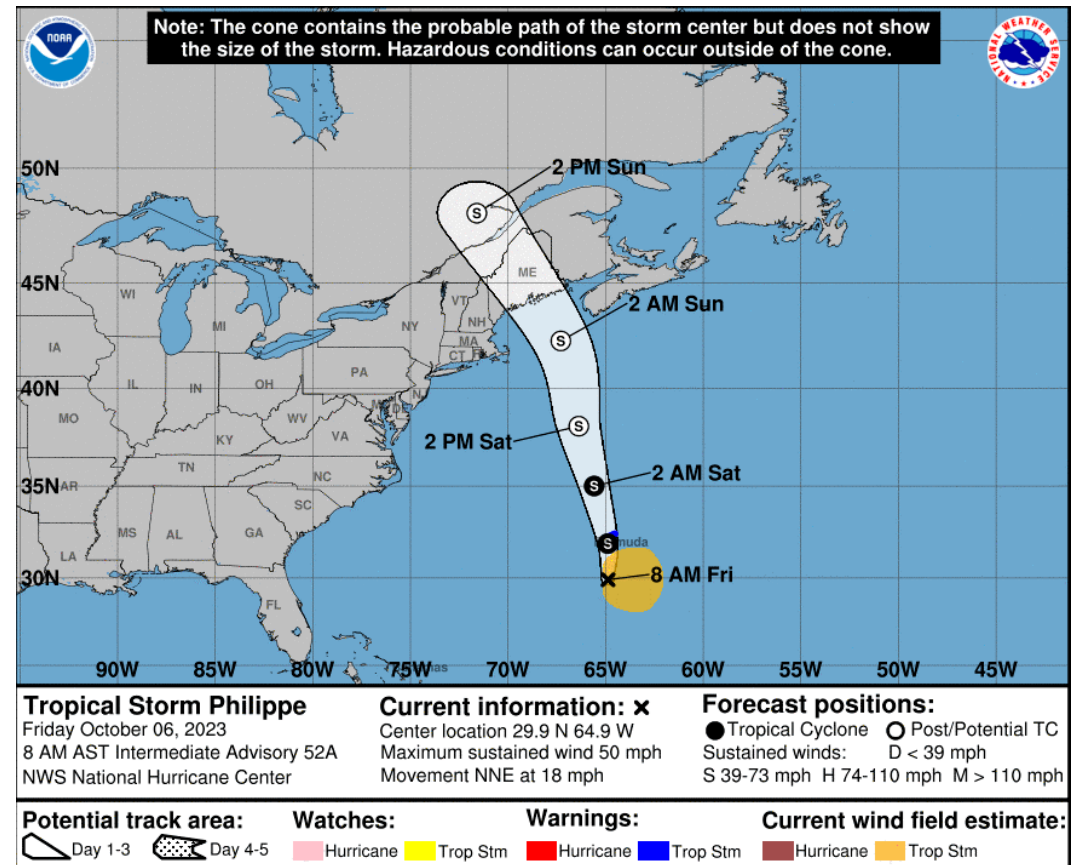 Note: The cone contains the probable path of the storm center but does not show
the size of the storm. Hazardous conditions can occur outside of the cone.
NOAA
NATIONAL WEATHER SERVICE
50N
2 PM Sun
ME
45N
WI
VT
2 AM Sun
MI
NY
NH
MA
IA
CT
PA
40N
IL
IN
OH
NJ
MO
WV
2 PM Sat
KY
VA
2 AM Sat
TN
NC
35N
AR
SC
MS
AL
GA
LA
30N
8 AM Fri
FL
90W 85W 80W 75W 70W 65W 60W 55W 50W 45W
Tropical Storm Philippe
Friday October 06, 2023
8 AM AST Intermediate Advisory 52A
NWS National Hurricane Center
Current information: x
Center location 29.9 N 64.9 W
Maximum sustained wind 50 mph
Movement NNE at 18 mph
Forecast positions:
Tropical Cyclone Post/Potential TC
Sustained winds: D < 39 mph
S 39-73 mph H 74-110 mph M > 110 mph
Potential track area:
Day 1-3 Day 4-5
Watches:
Hurricane Trop Stm
Warnings:
Hurricane Trop Stm
Current wind field estimate:
Hurricane Trop Stm